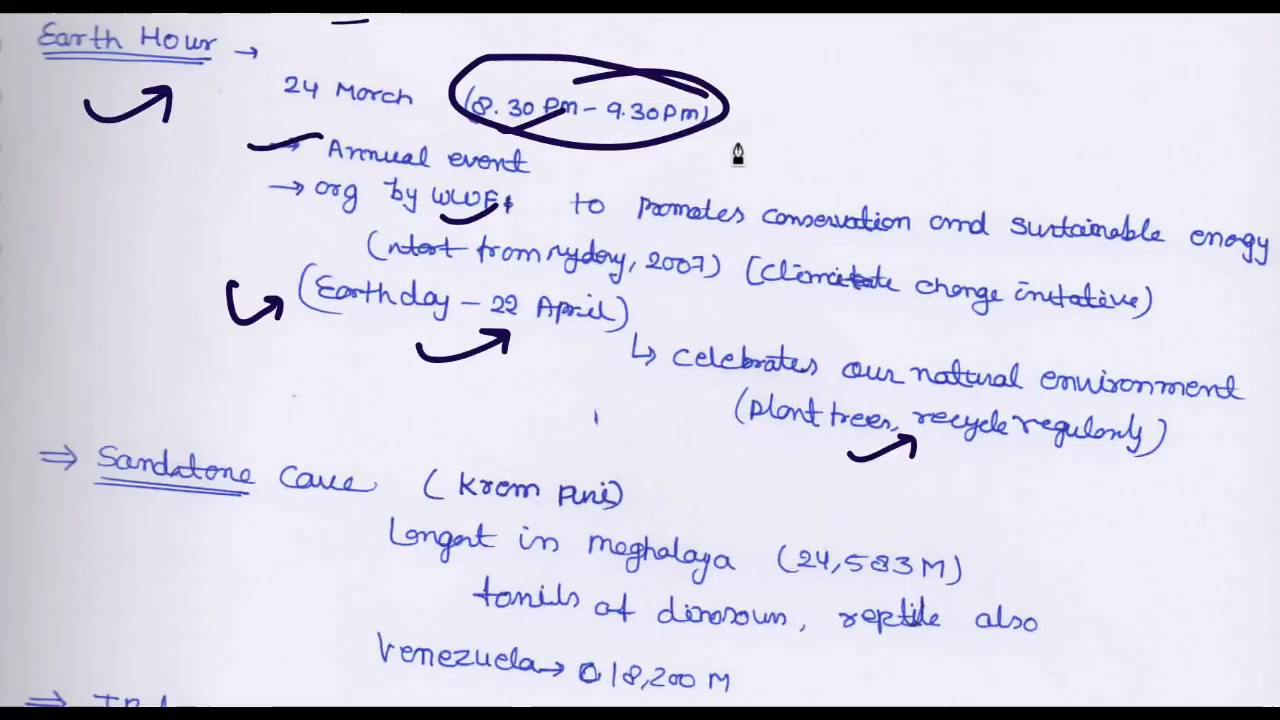 Earth Hour →
24 March (8.30 Pm - 9.30 Pm)
→ Annual event
→ org by WWF to promotes conservation and sustainable energy
(start from sydney, 2007) [climate change initative)
(Earth day - 22 April)
↳ celebrates our natural environment
(plant trees, recycle regularly)
⇒ Sandstone Cave (Krem Puri)
Longest in meghalaya (24,583 M)
fossils of dinosours, reptile also
Venezuela → 18,200 M
⇒